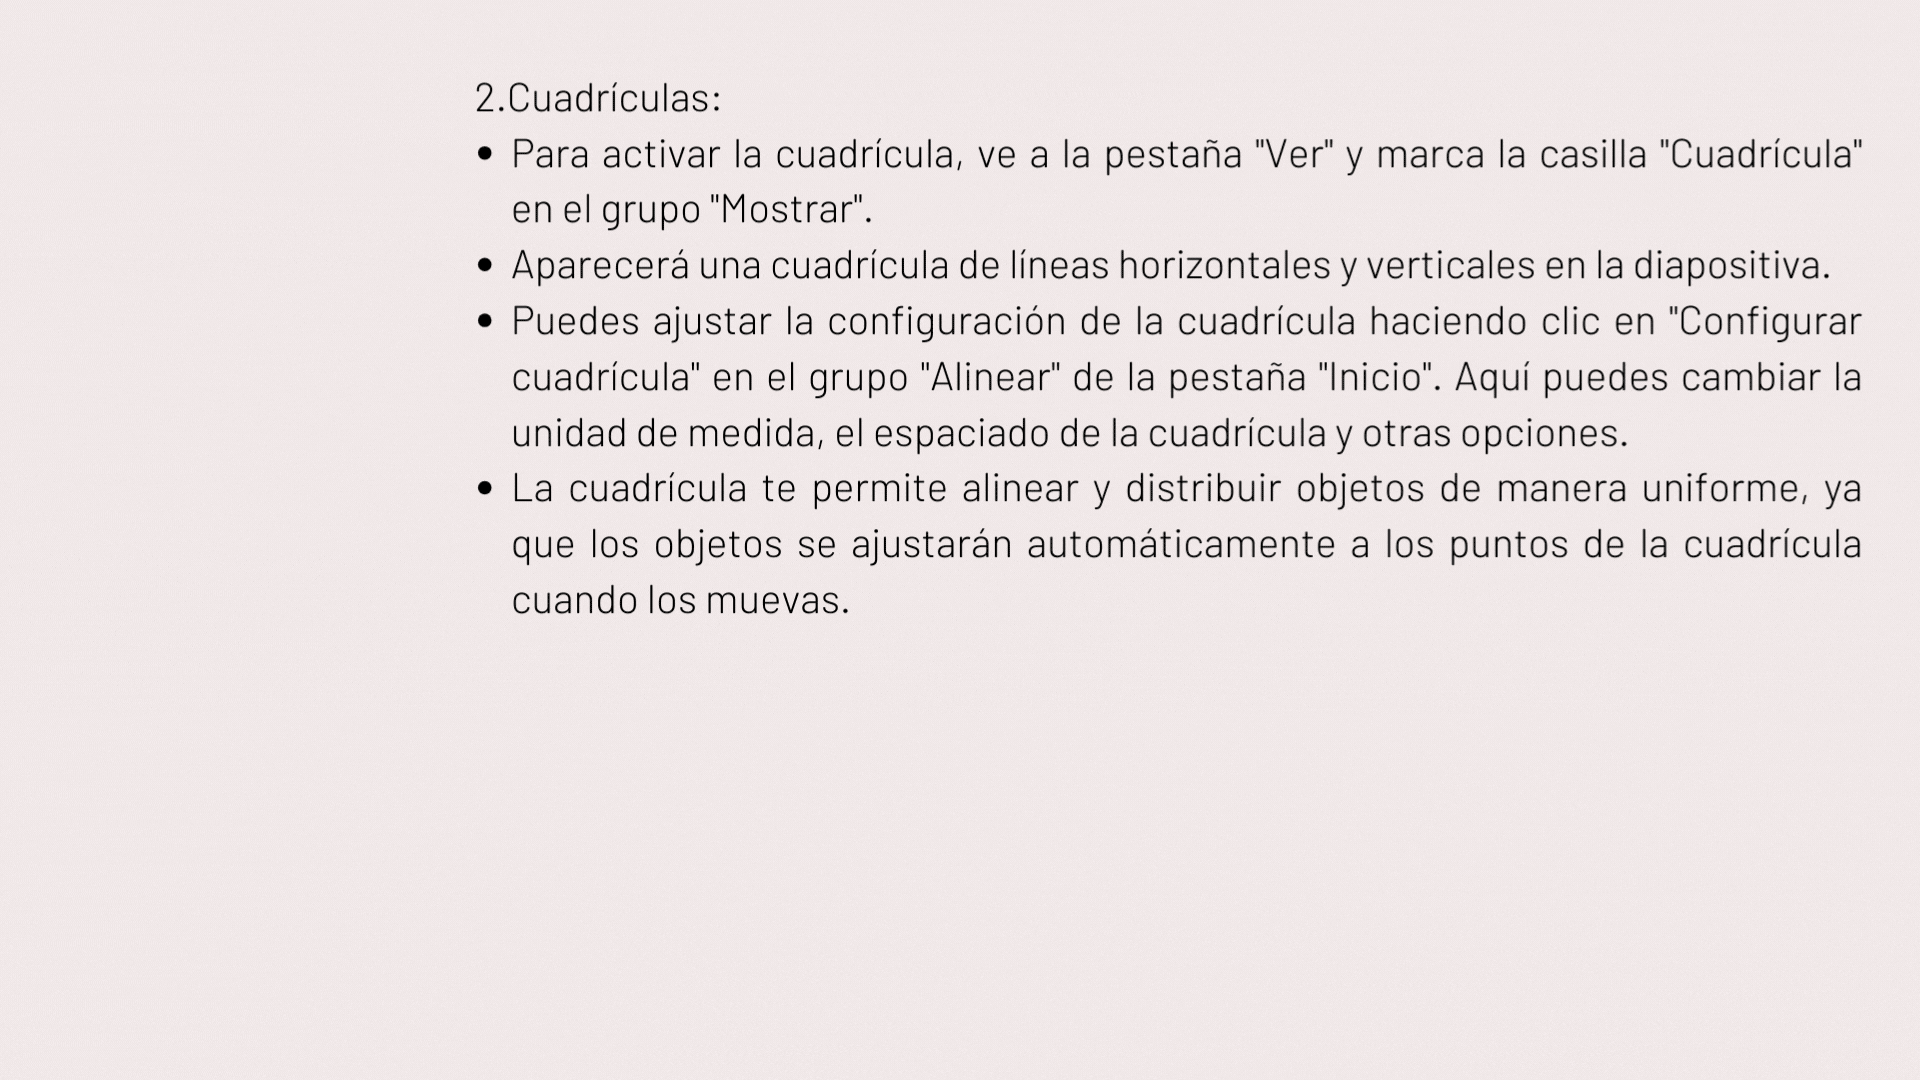 2.Cuadrículas:
• Para activar la cuadrícula, ve a la pestaña "Ver" y marca la casilla "Cuadrícula"
en el grupo "Mostrar".
• Aparecerá una cuadrícula de líneas horizontales y verticales en la diapositiva.
• Puedes ajustar la configuración de la cuadrícula haciendo clic en "Configurar
cuadrícula" en el grupo "Alinear" de la pestaña "Inicio". Aquí puedes cambiar la
unidad de medida, el espaciado de la cuadrícula y otras opciones.
• La cuadrícula te permite alinear y distribuir objetos de manera uniforme, ya
que los objetos se ajustarán automáticamente a los puntos de la cuadrícula
cuando los muevas.